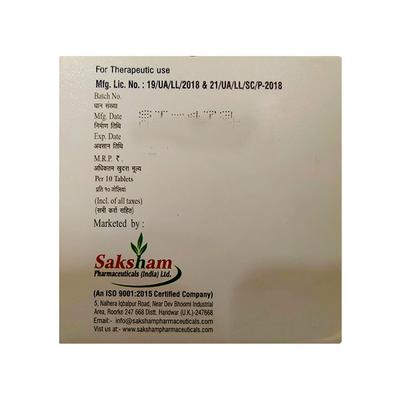 For Therapeutic use
Mfg. Lic. No. : 19/UA/LL/2018 & 21/UA/LL/SC/P-2018
Batch No.
घान संख्या
Mfg. Date
निर्माण तिथि
Exp. Date
अवसान तिथि
M.R.P. ₹.
अधिकतम खुदरा मूल्य
Per 10 Tablets
प्रति १० गोलियां
(Incl. of all taxes)
(सभी करों सहित)
Marketed by :
Saksham
Pharmaceuticals (India) Ltd.
(An ISO 9001:2015 Certified Company)
5, Nalhera Iqbalpur Road, Near Dev Bhoomi Industrial
Area, Roorke 247 668 Distt. Haridwar (U.K.)-247668
Email:- info@sakshampharmaceuticals.com
Visit us at:- www.sakshampharmaceuticals.com